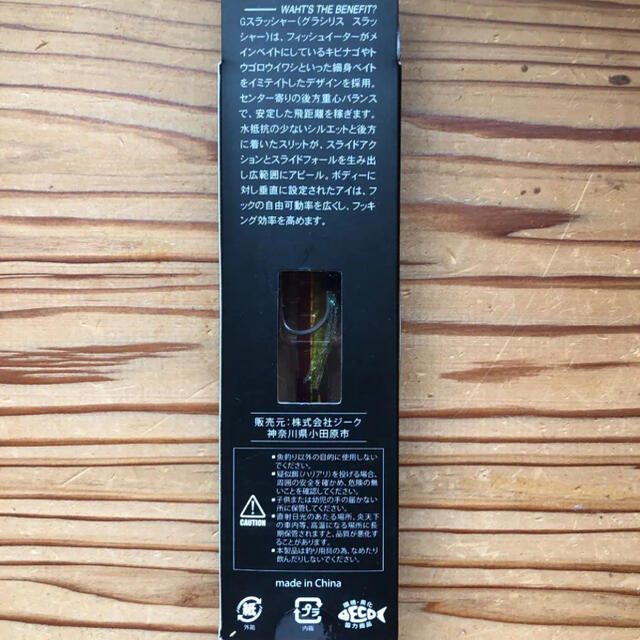 WAHT'S THE BENEFIT?
Gスラッシャー(グラシリス スラッ
シャー)は、フィッシュイーターがメ
インベイトにしているキビナゴやト
ウゴロウイワシといった細身ベイト
をイミテイトしたデザインを採用。
センター寄りの後方重心バランス
で、安定した飛距離を稼ぎます。
水抵抗の少ないシルエットと後方
に着いたスリットが、スライドアク
ションとスライドフォールを生み出
し広範囲にアピール。ボディーに
対し垂直に設定されたアイは、フ
ックの自由可動率を広くし、フッキ
ング効率を高めます。
販売元:株式会社ジーク
神奈川県小田原市
●魚釣り以外の目的に使用しない
でください。
●疑似餌(ハリアリ)を投げる場合、
周囲の安全を確かめ、危険の無
いことを確認してください。
●子供または幼児の手の届かない
所に保管してください。
●直射日光のあたる場所、炎天下
の車内等、高温になる場所に長
期保管されますと、品質が悪化す
ることがあります。
●本製品は釣り用具の為、なめたり
飲んだりしないでください。
CAUTION
made in China
紙
外箱
プラ
内箱
環境・美化
ECO
協力商品